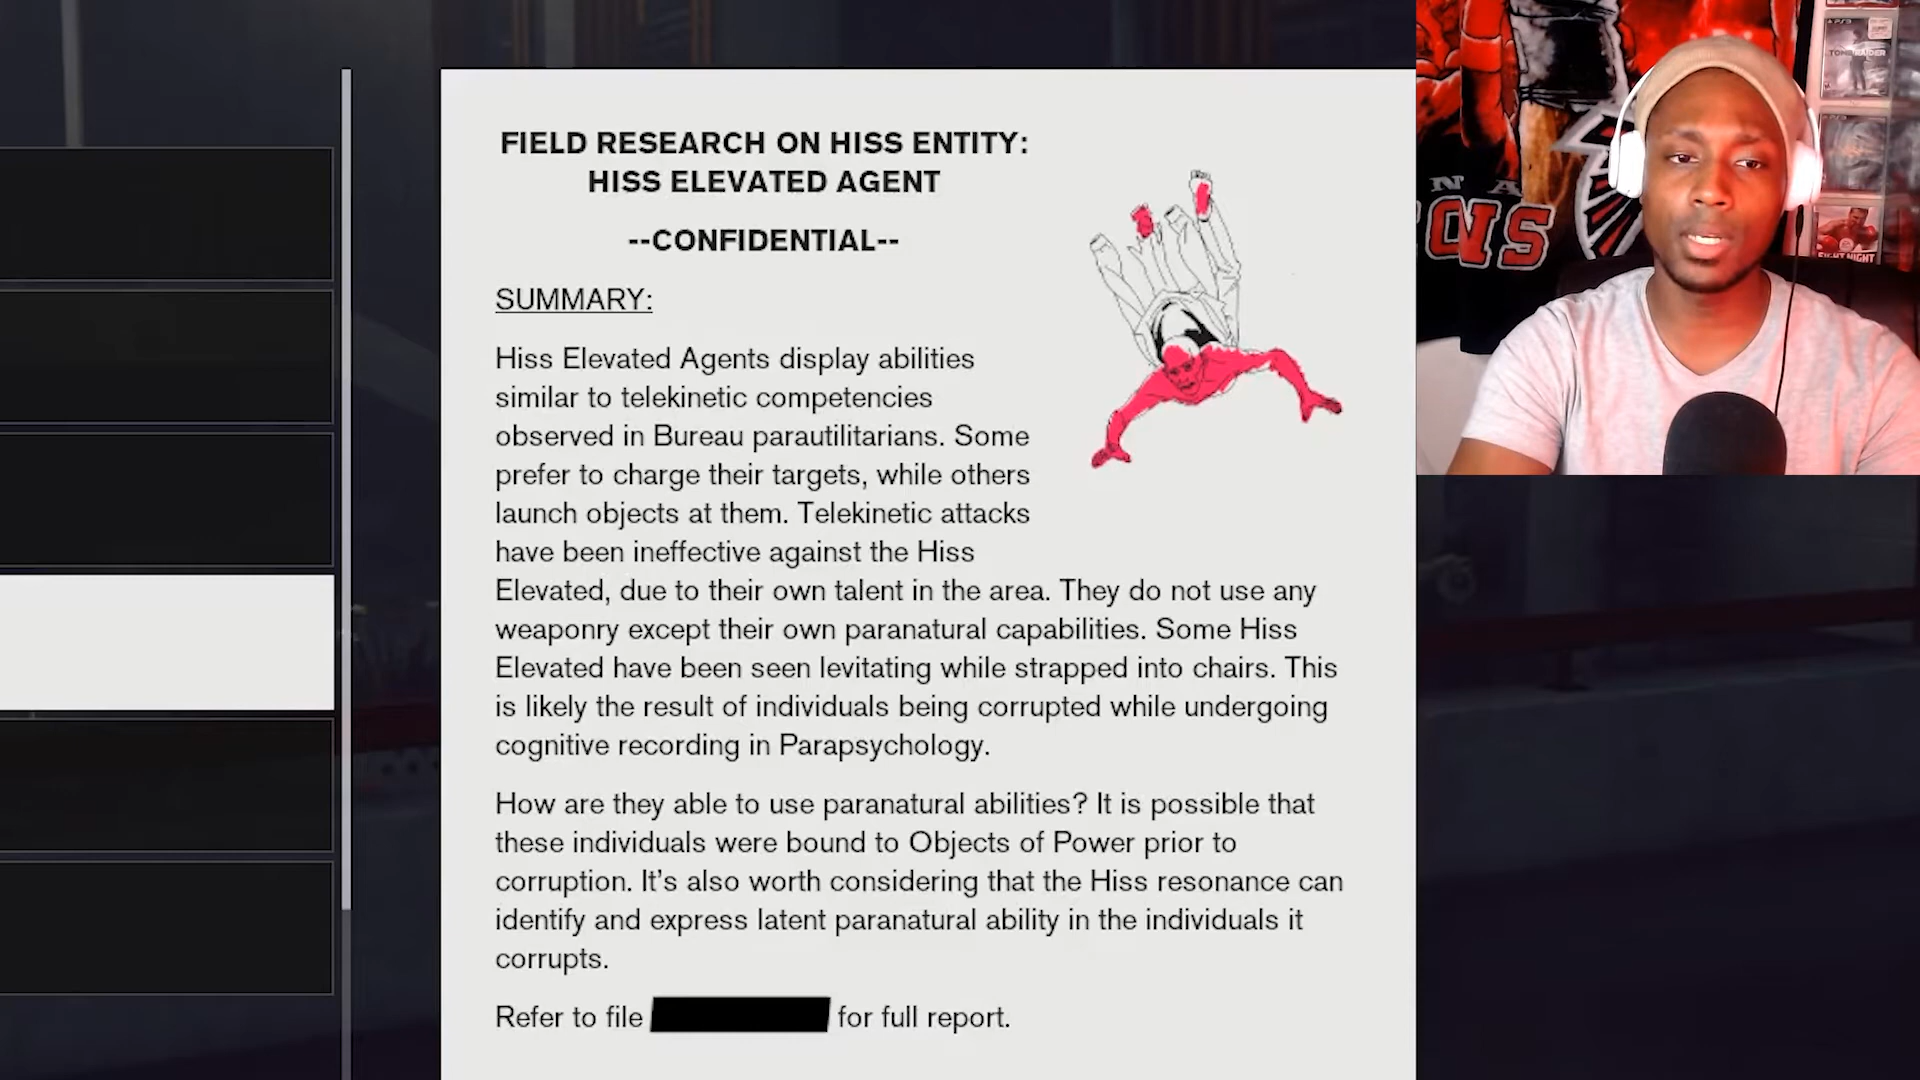 FIELD RESEARCH ON HISS ENTITY:
HISS ELEVATED AGENT
--CONFIDENTIAL--
SUMMARY:
Hiss Elevated Agents display abilities
similar to telekinetic competencies
observed in Bureau parautilitarians. Some
prefer to charge their targets, while others
launch objects at them. Telekinetic attacks
have been ineffective against the Hiss
Elevated, due to their own talent in the area. They do not use any
weaponry except their own paranatural capabilities. Some Hiss
Elevated have been seen levitating while strapped into chairs. This
is likely the result of individuals being corrupted while undergoing
cognitive recording in Parapsychology.
How are they able to use paranatural abilities? It is possible that
these individuals were bound to Objects of Power prior to
corruption. It's also worth considering that the Hiss resonance can
identify and express latent paranatural ability in the individuals it
corrupts.
Refer to file for full report.
TOMB RAIDER
FIGHT NIGHT